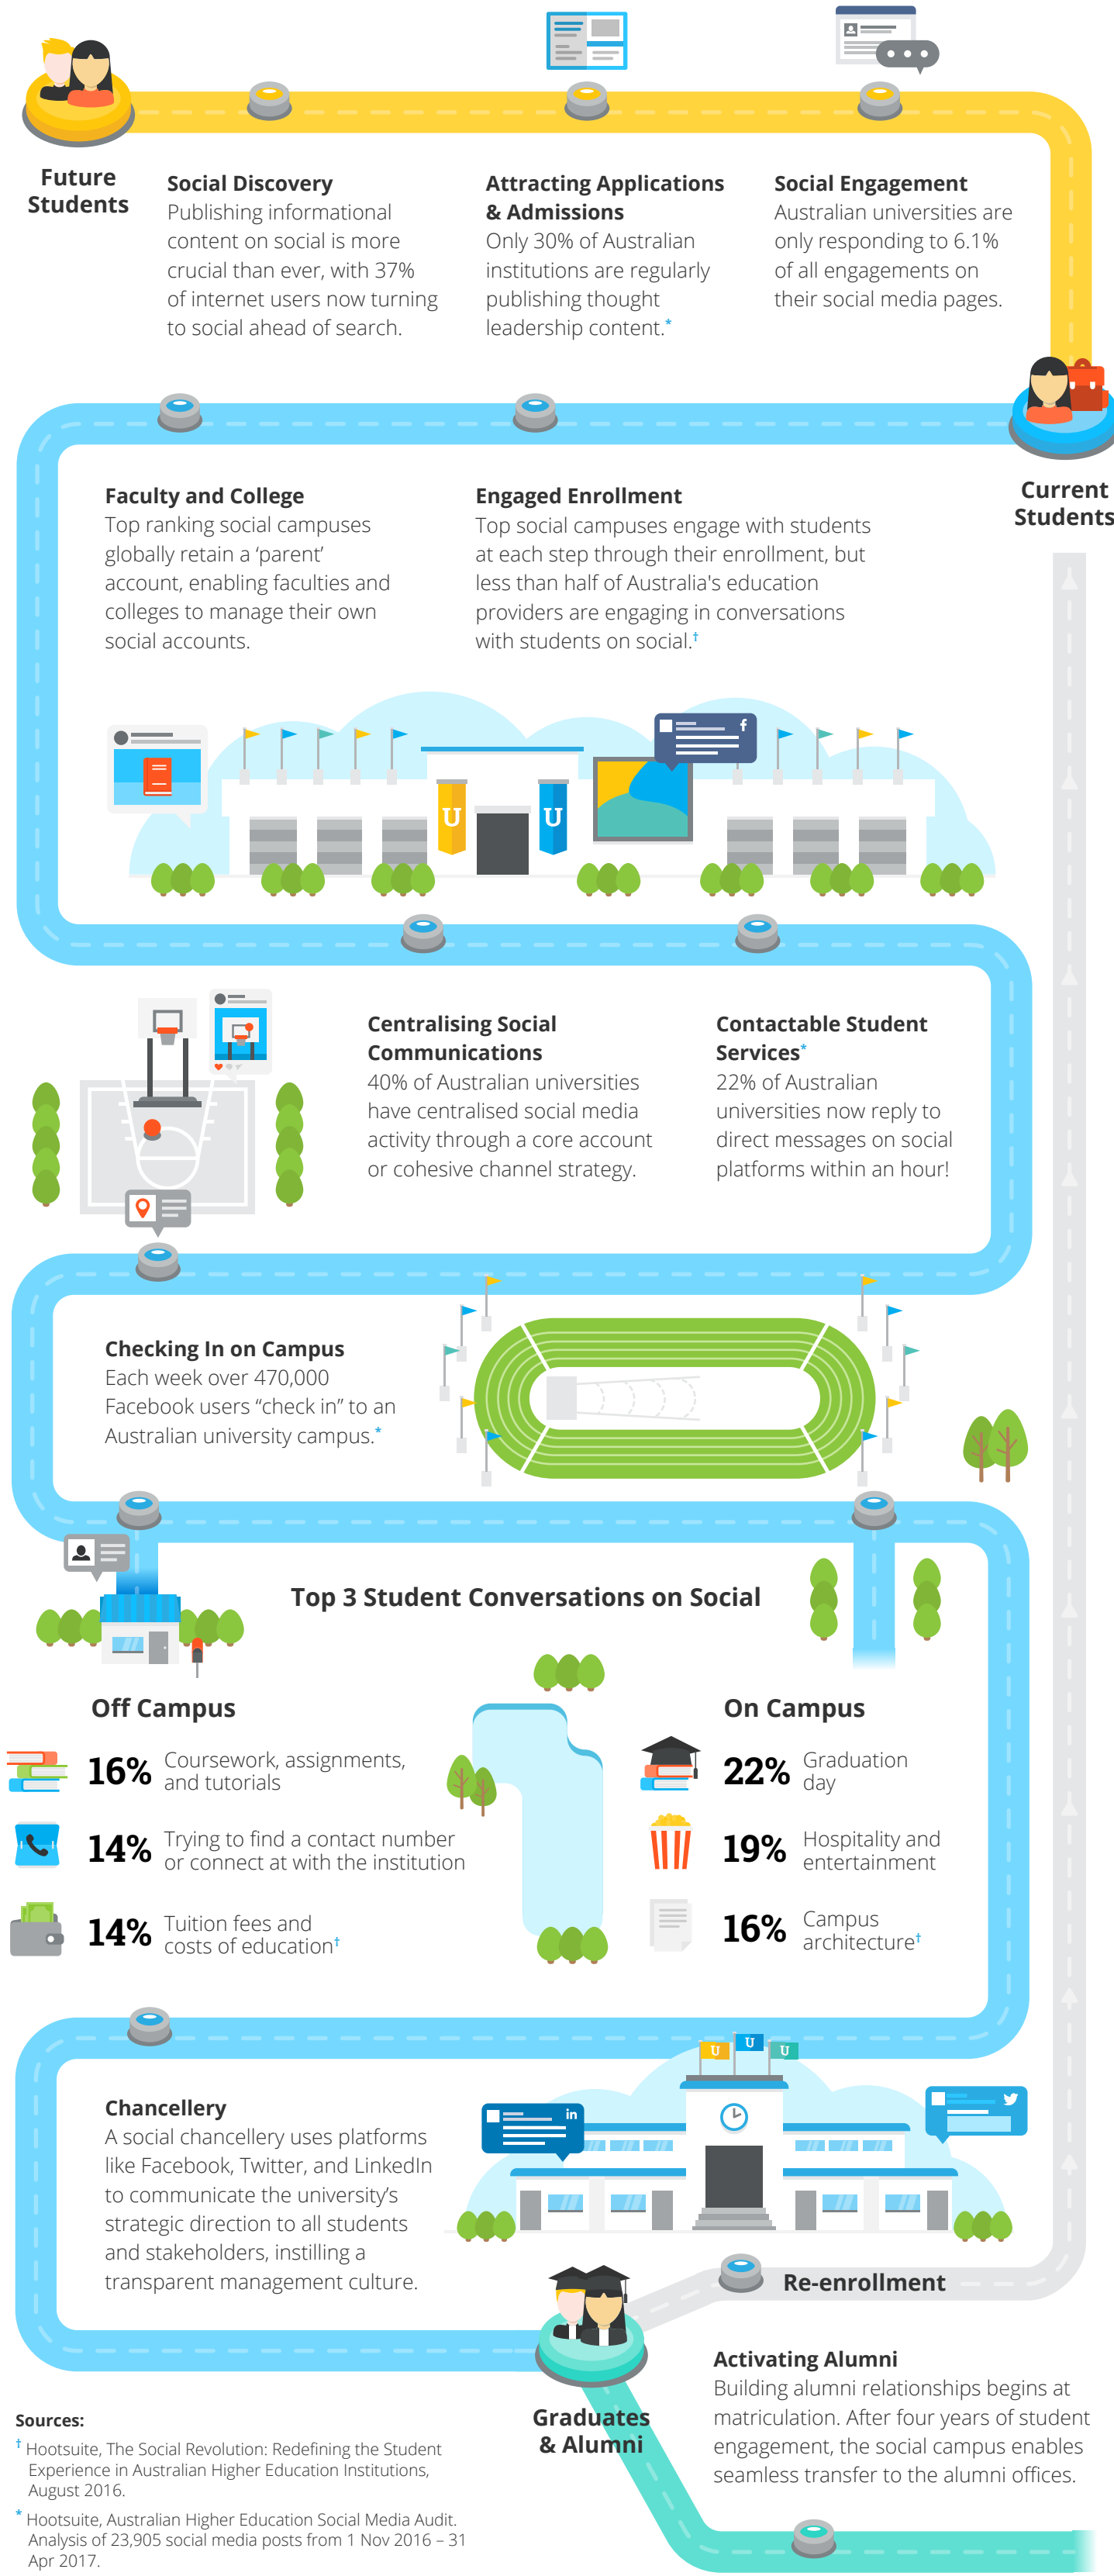 Future
Students
Social Discovery
Publishing informational
content on social is more
crucial than ever, with 37%
of internet users now turning
to social ahead of search.
Attracting Applications
& Admissions
Only 30% of Australian
institutions are regularly
publishing thought
leadership content.*
Social Engagement
Australian universities are
only responding to 6.1%
of all engagements on
their social media pages.
Current
Students
Faculty and College
Top ranking social campuses
globally retain a ‘parent’
account, enabling faculties and
colleges to manage their own
social accounts.
Engaged Enrollment
Top social campuses engage with students
at each step through their enrollment, but
less than half of Australia's education
providers are engaging in conversations
with students on social.†
f
U
U
Centralising Social
Communications
40% of Australian universities
have centralised social media
activity through a core account
or cohesive channel strategy.
Contactable Student
Services*
22% of Australian
universities now reply to
direct messages on social
platforms within an hour!
Checking In on Campus
Each week over 470,000
Facebook users “check in” to an
Australian university campus.*
Top 3 Student Conversations on Social
Off Campus
16% Coursework, assignments,
and tutorials
14% Trying to find a contact number
or connect at with the institution
14% Tuition fees and
costs of education†
On Campus
22% Graduation
day
19% Hospitality and
entertainment
16% Campus
architecture†
U
U
U
in
Chancellery
A social chancellery uses platforms
like Facebook, Twitter, and LinkedIn
to communicate the university’s
strategic direction to all students
and stakeholders, instilling a
transparent management culture.
Re-enrollment
Graduates
& Alumni
Activating Alumni
Building alumni relationships begins at
matriculation. After four years of student
engagement, the social campus enables
seamless transfer to the alumni offices.
Sources:
† Hootsuite, The Social Revolution: Redefining the Student
Experience in Australian Higher Education Institutions,
August 2016.
* Hootsuite, Australian Higher Education Social Media Audit.
Analysis of 23,905 social media posts from 1 Nov 2016 – 31
Apr 2017.